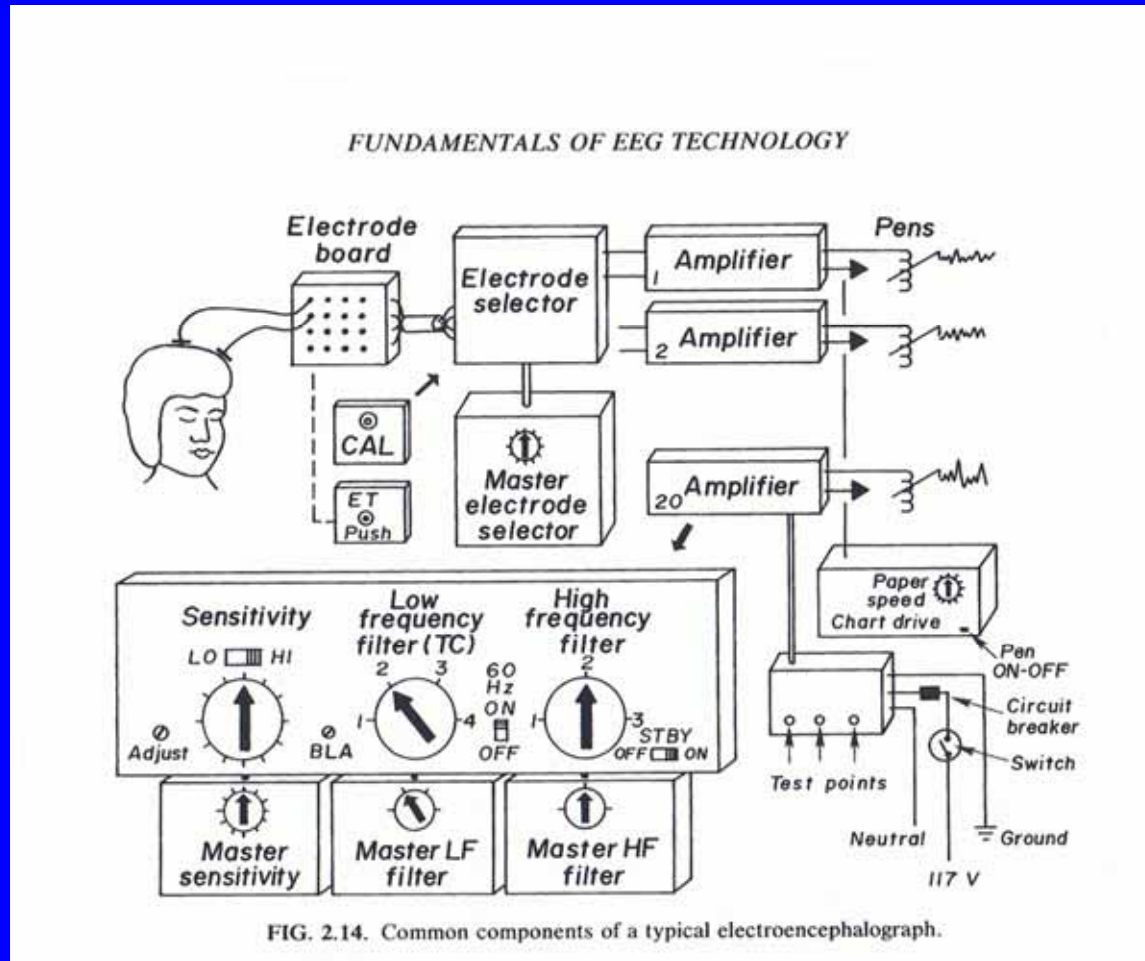 FUNDAMENTALS OF EEG TECHNOLOGY
Electrode
board
Electrode
selector
1 Amplifier
Pens
2 Amplifier
CAL
ET
Push
Master
electrode
selector
20 Amplifier
Paper
speed
Chart drive
Pen
ON-OFF
Sensitivity
LO HI
Adjust
BLA
Low
frequency
filter (TC)
1 2 3 4
60
Hz
ON
OFF
High
frequency
filter
1 2 3
STBY
OFF ON
Test points
Circuit
breaker
Switch
Neutral
Ground
117 V
Master
sensitivity
Master LF
filter
Master HF
filter
FIG. 2.14. Common components of a typical electroencephalograph.